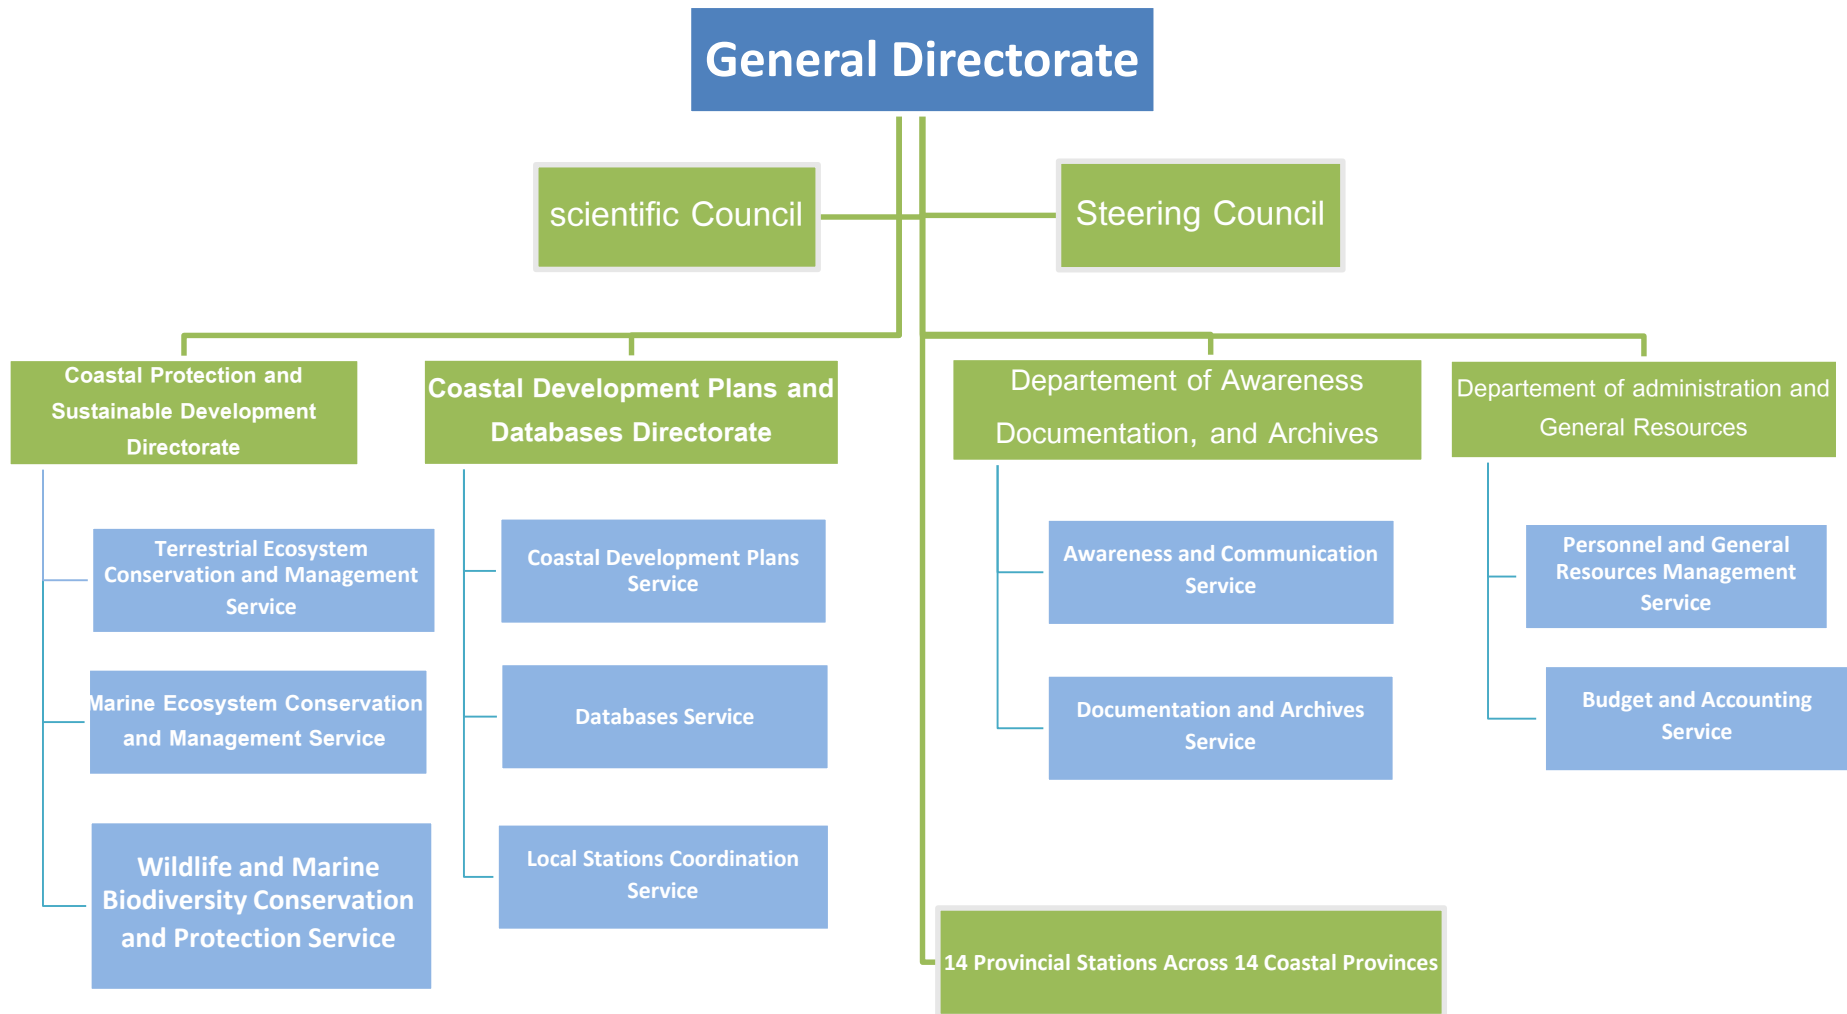 General Directorate
scientific Council
Steering Council
Coastal Protection and
Sustainable Development
Directorate
Coastal Development Plans and
Databases Directorate
Departement of Awareness
Documentation, and Archives
Departement of administration and
General Resources
Terrestrial Ecosystem
Conservation and Management
Service
Coastal Development Plans
Service
Awareness and Communication
Service
Personnel and General
Resources Management
Service
Marine Ecosystem Conservation
and Management Service
Databases Service
Documentation and Archives
Service
Budget and Accounting
Service
Wildlife and Marine
Biodiversity Conservation
and Protection Service
Local Stations Coordination
Service
14 Provincial Stations Across 14 Coastal Provinces